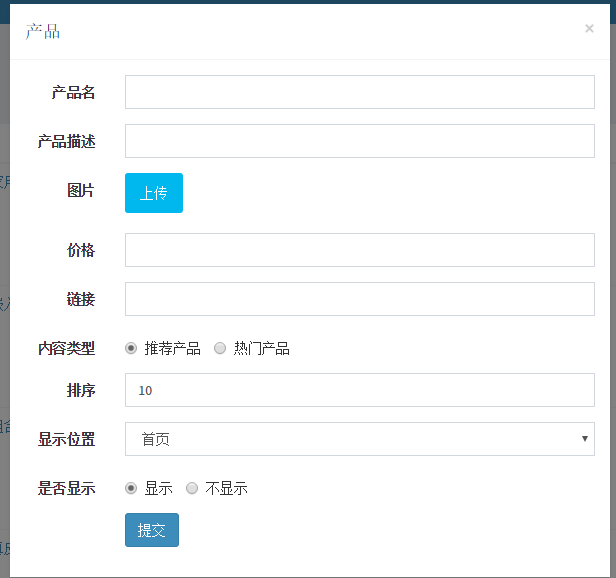 产品 ×
产品名
产品描述
图片 上传
价格
链接
内容类型 推荐产品 热门产品
排序 10
显示位置 首页
是否显示 显示 不显示
提交